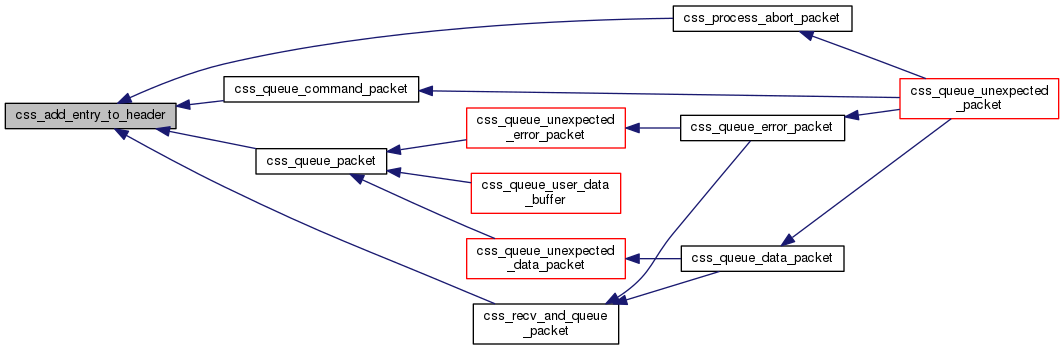 css_process_abort_packet
css_queue_command_packet
css_queue_unexpected
_packet
css_add_entry_to_header
css_queue_unexpected
_error_packet
css_queue_error_packet
css_queue_packet
css_queue_user_data
_buffer
css_queue_unexpected
_data_packet
css_queue_data_packet
css_recv_and_queue
_packet